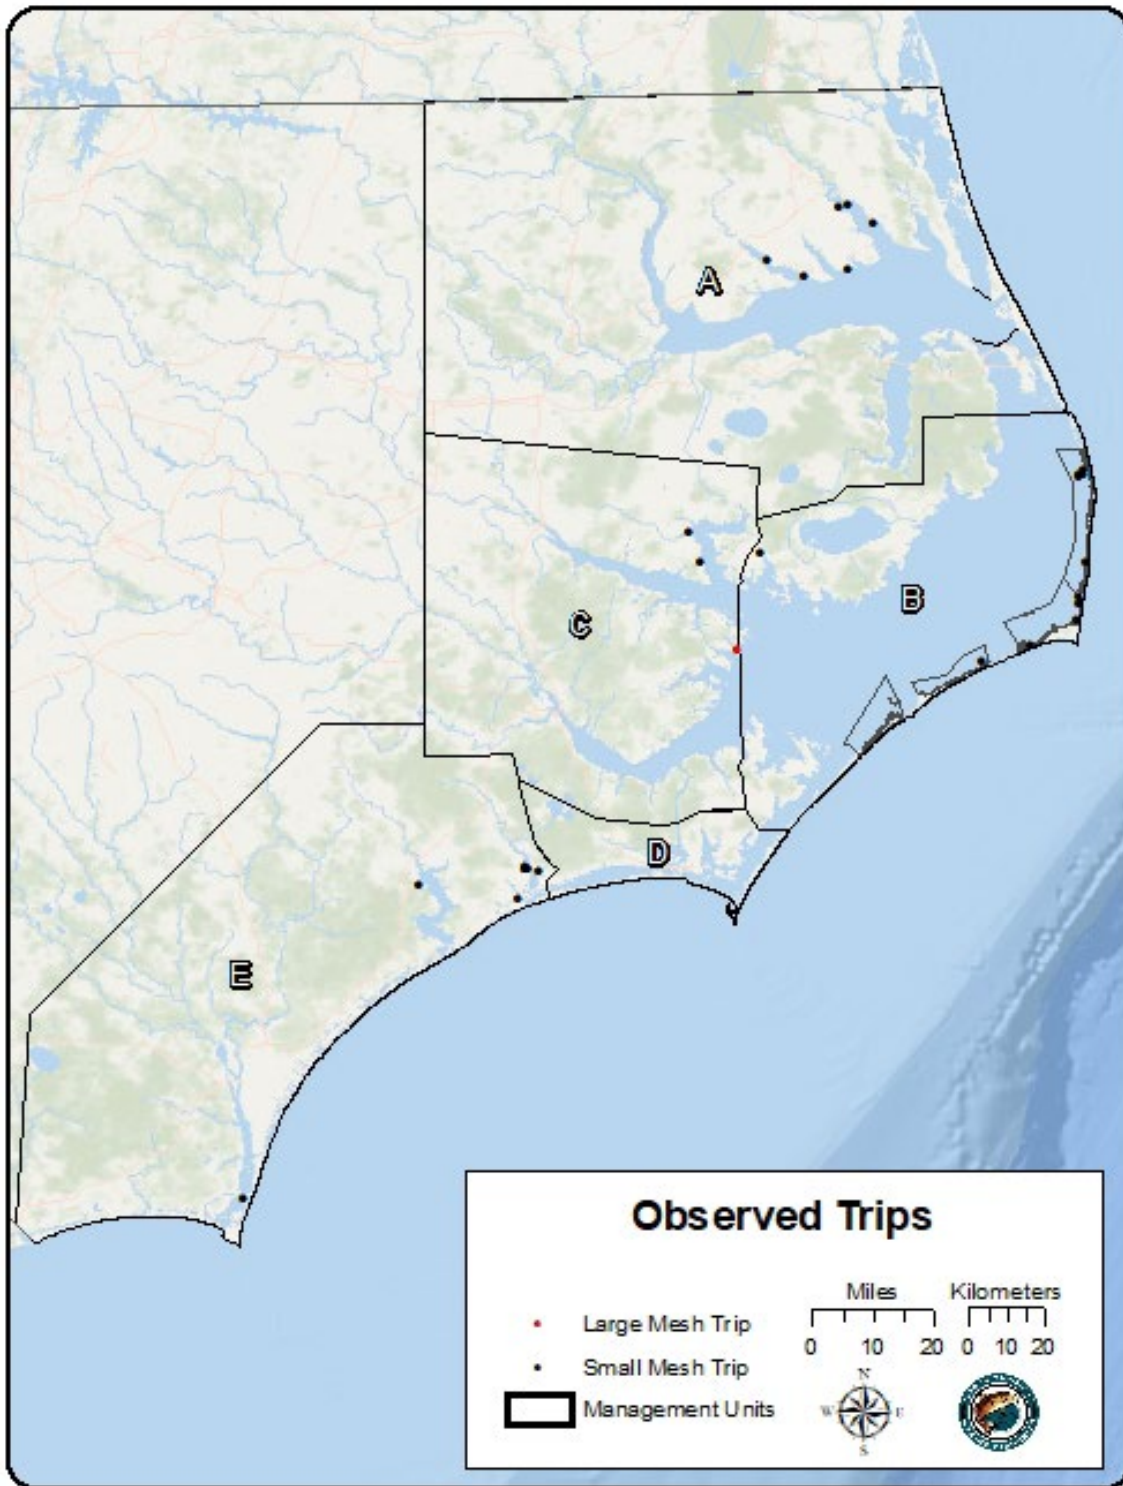 A
B
C
D
E
Observed Trips
Miles Kilometers
Large Mesh Trip
0 10 20 0 10 20
Small Mesh Trip
N
Management Units
W E
S